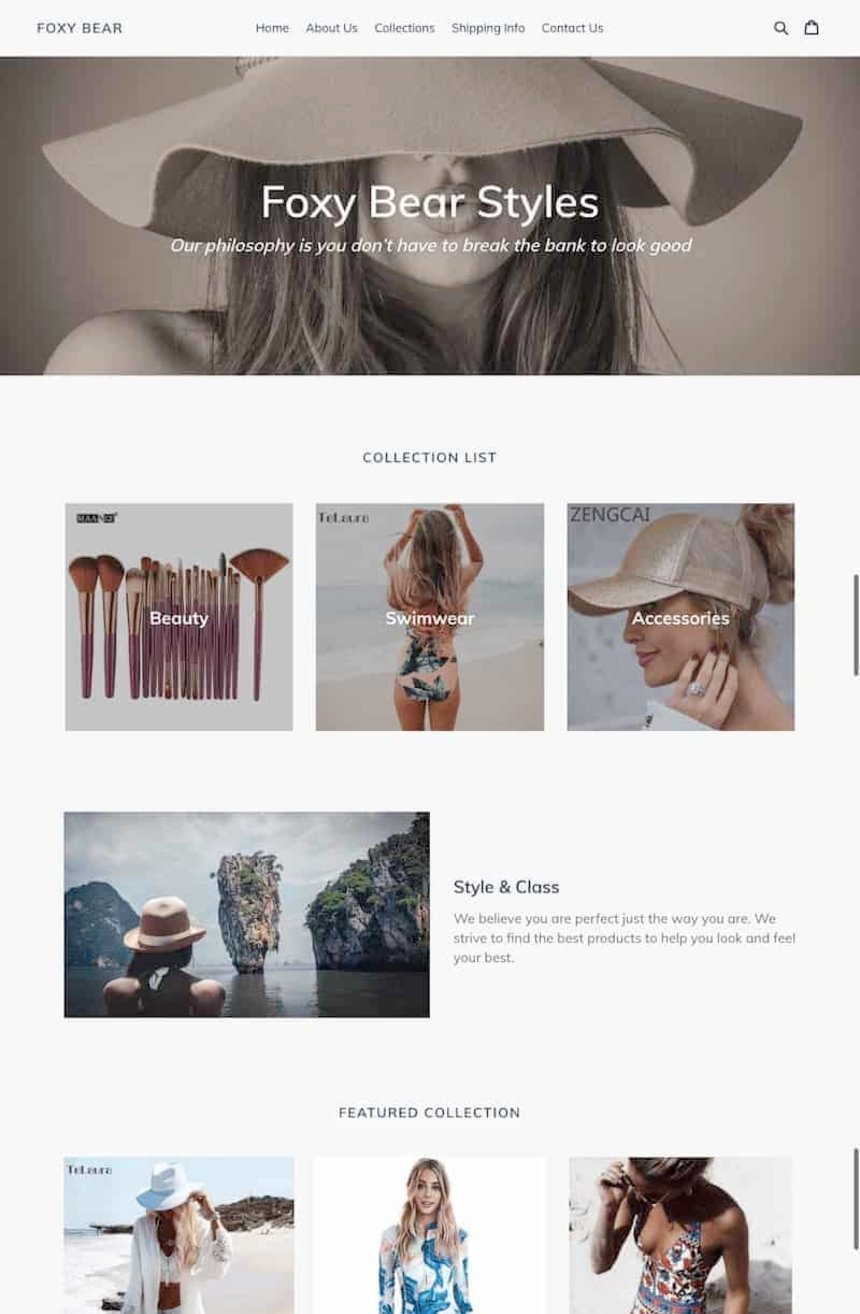 FOXY BEAR
Home About Us Collections Shipping Info Contact Us
Foxy Bear Styles
Our philosophy is you don't have to break the bank to look good
COLLECTION LIST
Beauty
TeLaura
Swimwear
ZENGCAI
Accessories
Style & Class
We believe you are perfect just the way you are. We
strive to find the best products to help you look and feel
your best.
FEATURED COLLECTION
TeLaura